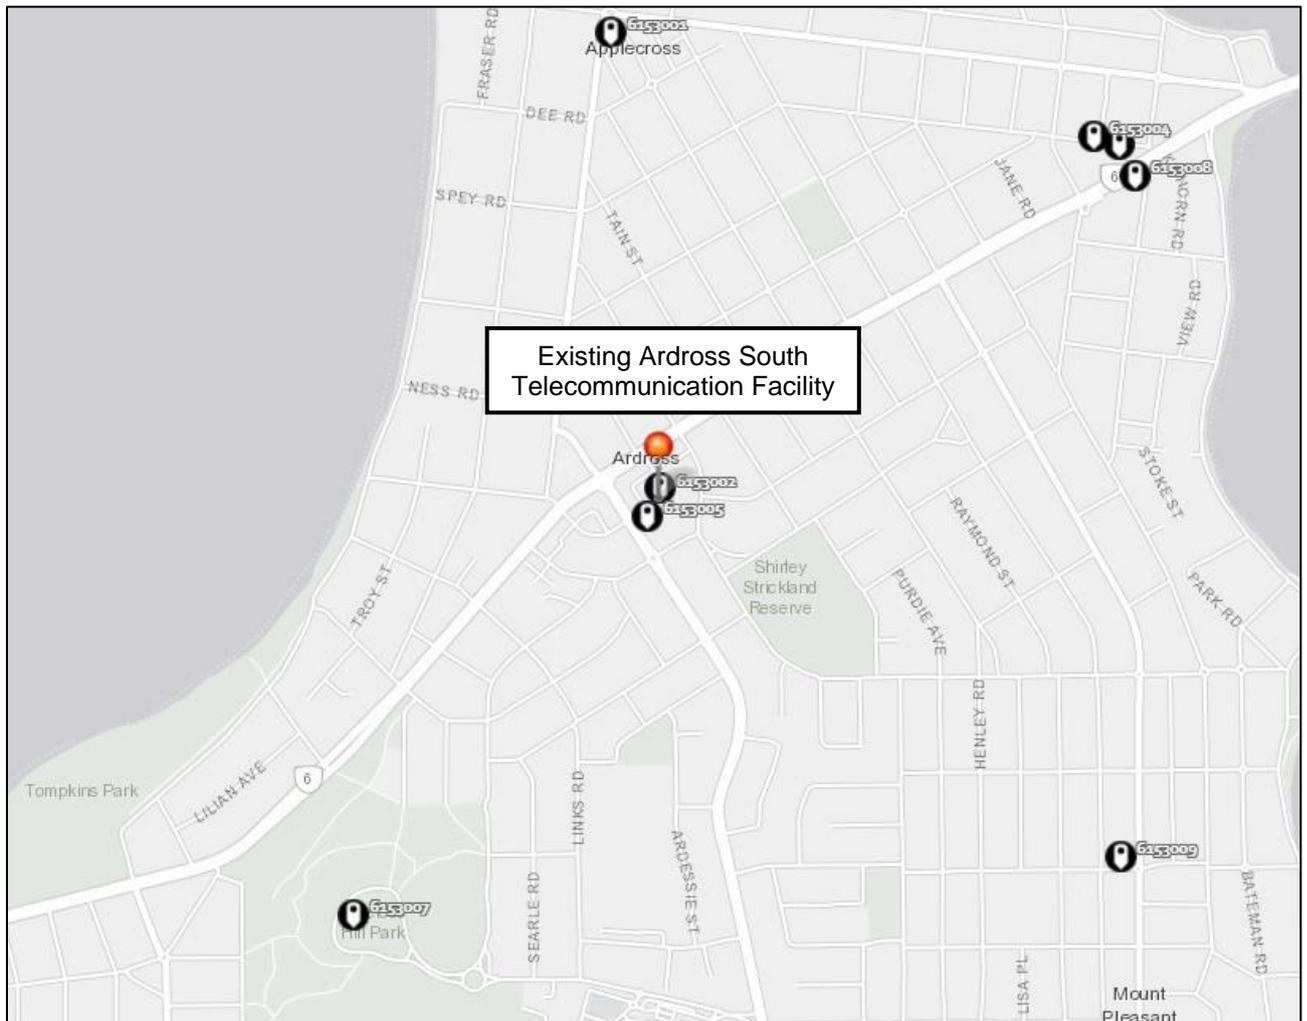 6153001
Applecross
FRASER RD
DEE RD
6153004
6153008
6
JANE RD
SPEY RD
TAIN ST
VIEW RD
Existing Ardross South
Telecommunication Facility
NESS RD
Ardross
6153002
6153005
STOKE ST
RAYMOND ST
Shirley
Strickland
Reserve
PURDIE AVE
TROY ST
PARK RD
HENLEY RD
6
Tompkins Park
LILIAN AVE
LINKS RD
ARDESSIE ST
6153009
SEARLE RD
BATEMAN RD
6153007
Hill Park
LISA PL
Mount
Pleasant